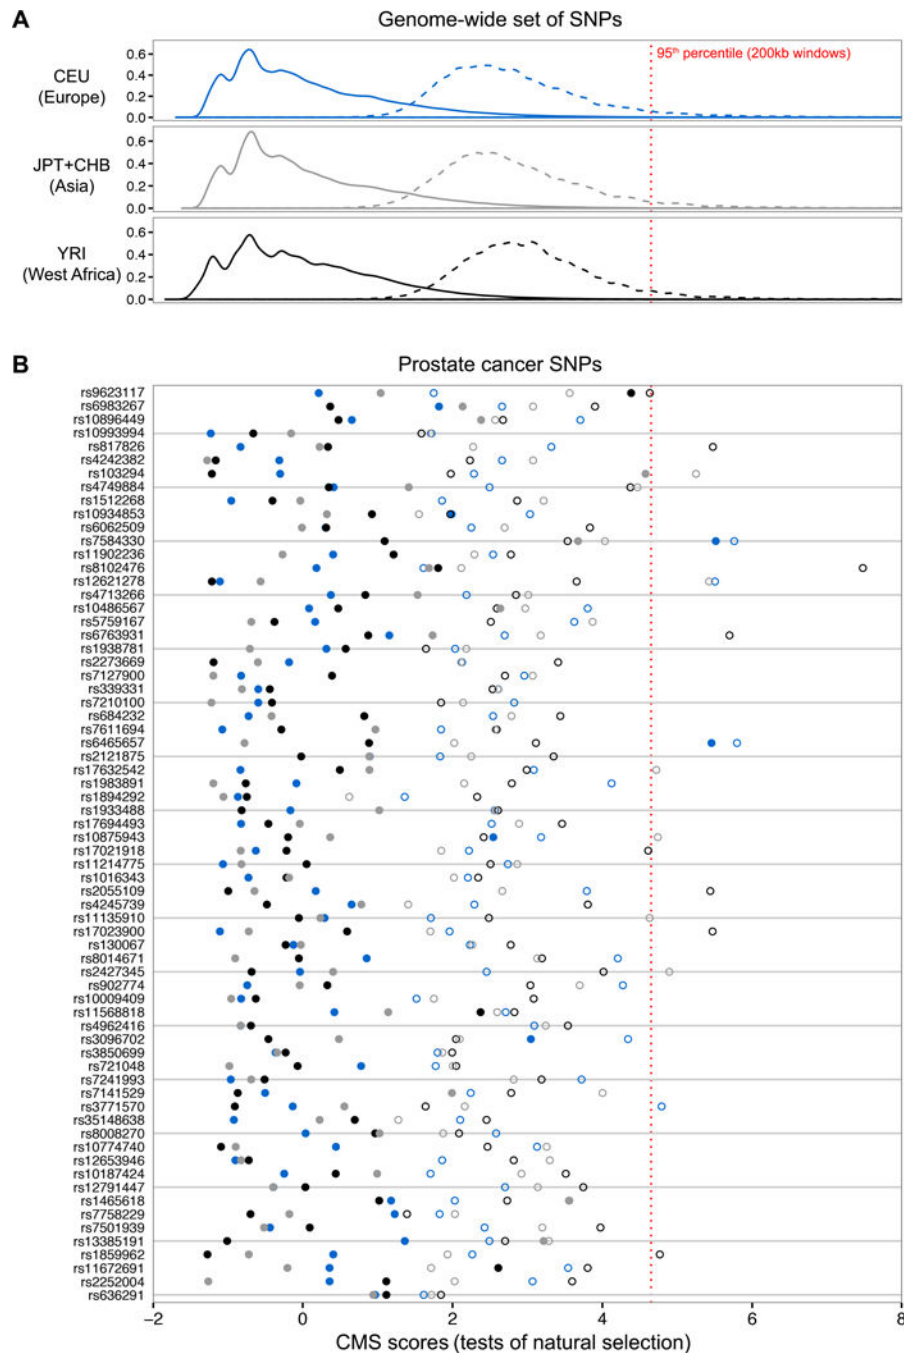 A
Genome-wide set of SNPs
CEU
(Europe)
0.6
0.4
0.2
0.0
95th percentile (200kb windows)
JPT+CHB
(Asia)
0.6
0.4
0.2
0.0
YRI
(West Africa)
0.6
0.4
0.2
0.0
B
Prostate cancer SNPs
rs9623117
rs6983267
rs10896449
rs10993994
rs817826
rs4242382
rs103294
rs4749884
rs1512268
rs10934853
rs6062509
rs7584330
rs11902236
rs8102476
rs12621278
rs4713266
rs10486567
rs5759167
rs6763931
rs1938781
rs2273669
rs7127900
rs339331
rs7210100
rs684232
rs7611694
rs6465657
rs2121875
rs17632542
rs1983891
rs1894292
rs1933488
rs17694493
rs10875943
rs17021918
rs11214775
rs1016343
rs2055109
rs4245739
rs11135910
rs17023900
rs130067
rs8014671
rs2427345
rs902774
rs10009409
rs11568818
rs4962416
rs3096702
rs3850699
rs721048
rs7241993
rs7141529
rs3771570
rs35148638
rs8008270
rs10774740
rs12653946
rs10187424
rs12791447
rs1465618
rs7758229
rs7501939
rs13385191
rs1859962
rs11672691
rs2252004
rs636291
−2 0 2 4 6 8
CMS scores (tests of natural selection)